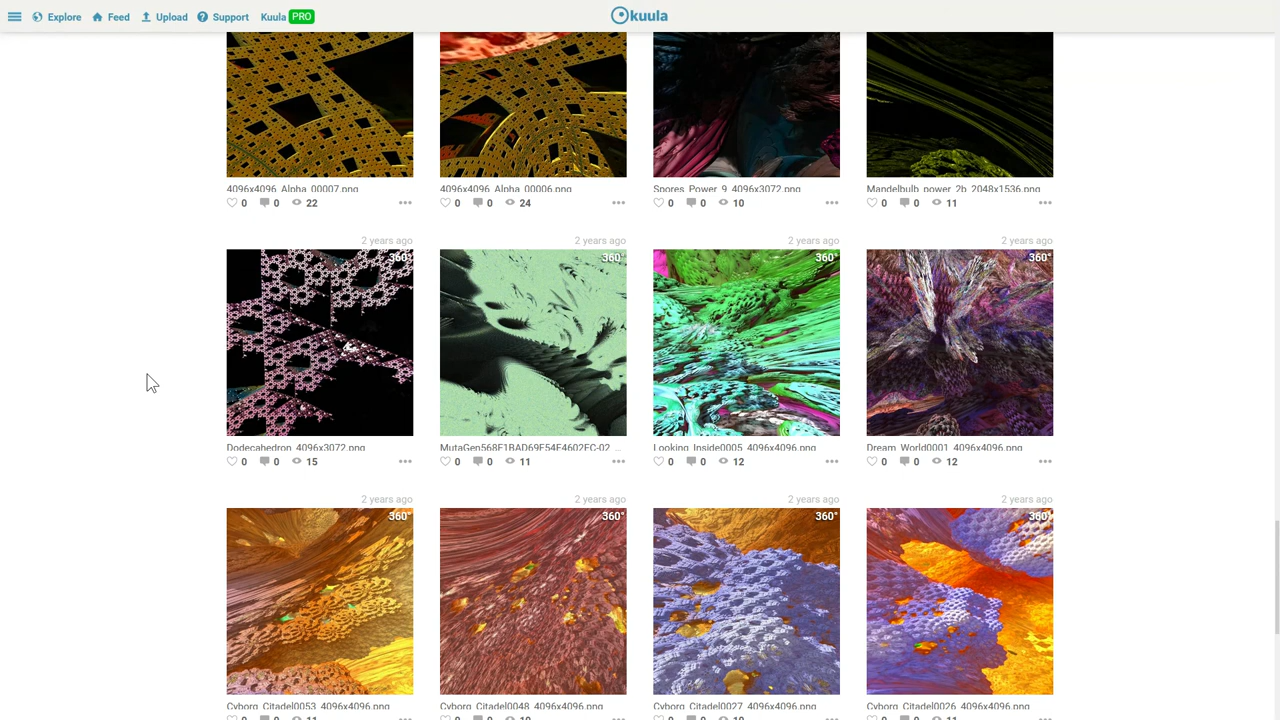 Explore Feed Upload Support Kuula PRO kuula
4096x4096_Alpha_00007.png 4096x4096_Alpha_00006.png Spores_Power_9_4096x3072.png Mandelbulb_power_2b_2048x1536.png
0 0 22 0 0 24 0 0 10 0 0 11
2 years ago 2 years ago 2 years ago 2 years ago
360° 360° 360° 360°
Dodecahedron_4096x3072.png MutaGen568F1BAD69F54F4602FC-02_... Looking_Inside0005_4096x4096.png Dream_World0001_4096x4096.png
0 0 15 0 0 11 0 0 12 0 0 12
2 years ago 2 years ago 2 years ago 2 years ago
360° 360° 360° 360°
Cyborg_Citadel0053_4096x4096.png Cyborg_Citadel0048_4096x4096.png Cyborg_Citadel0027_4096x4096.png Cyborg_Citadel0026_4096x4096.png